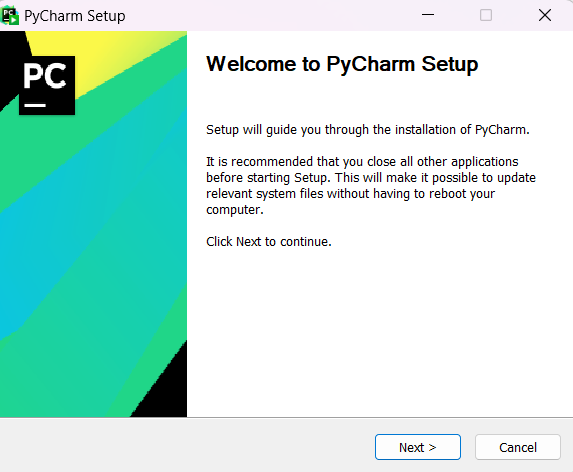 PyCharm Setup
PC
Welcome to PyCharm Setup
Setup will guide you through the installation of PyCharm.
It is recommended that you close all other applications
before starting Setup. This will make it possible to update
relevant system files without having to reboot your
computer.
Click Next to continue.
Next >
Cancel